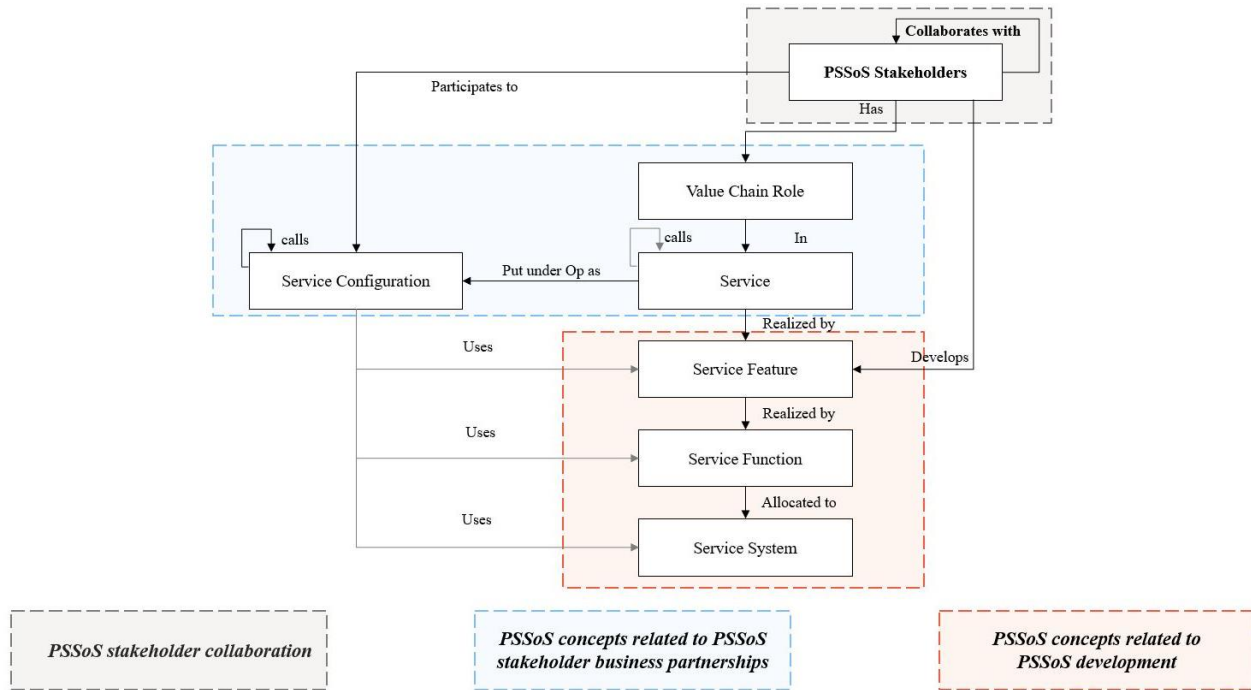 Collaborates with
PSSoS Stakeholders
Participates to
Has
Value Chain Role
calls
calls
In
Service Configuration
Put under Op as
Service
Realized by
Uses
Develops
Service Feature
Realized by
Uses
Service Function
Allocated to
Uses
Service System
PSSoS stakeholder collaboration
PSSoS concepts related to PSSoS
stakeholder business partnerships
PSSoS concepts related to
PSSoS development